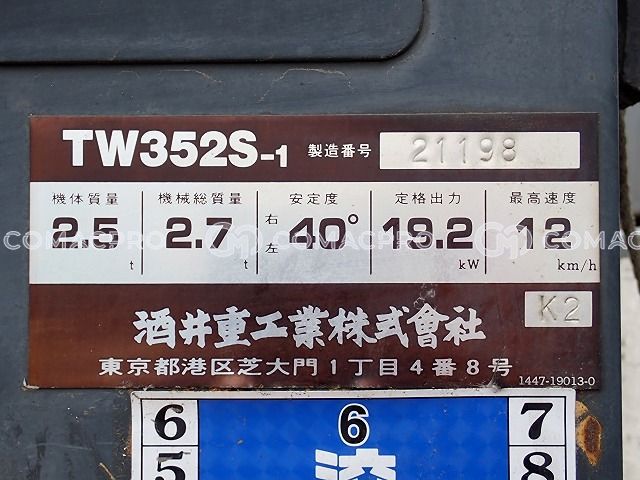 TW352S-1 製造番号 21198
機体質量 機械総質量 安定度 定格出力 最高速度
2.5 t 2.7 t 右左 40° 19.2 kW 12 km/h
COMACPRO COMACPRO COMACPRO
K2
酒井重工業株式會社
東京都港区芝大門1丁目4番8号
1447-19013-0
6 6 7
5 8